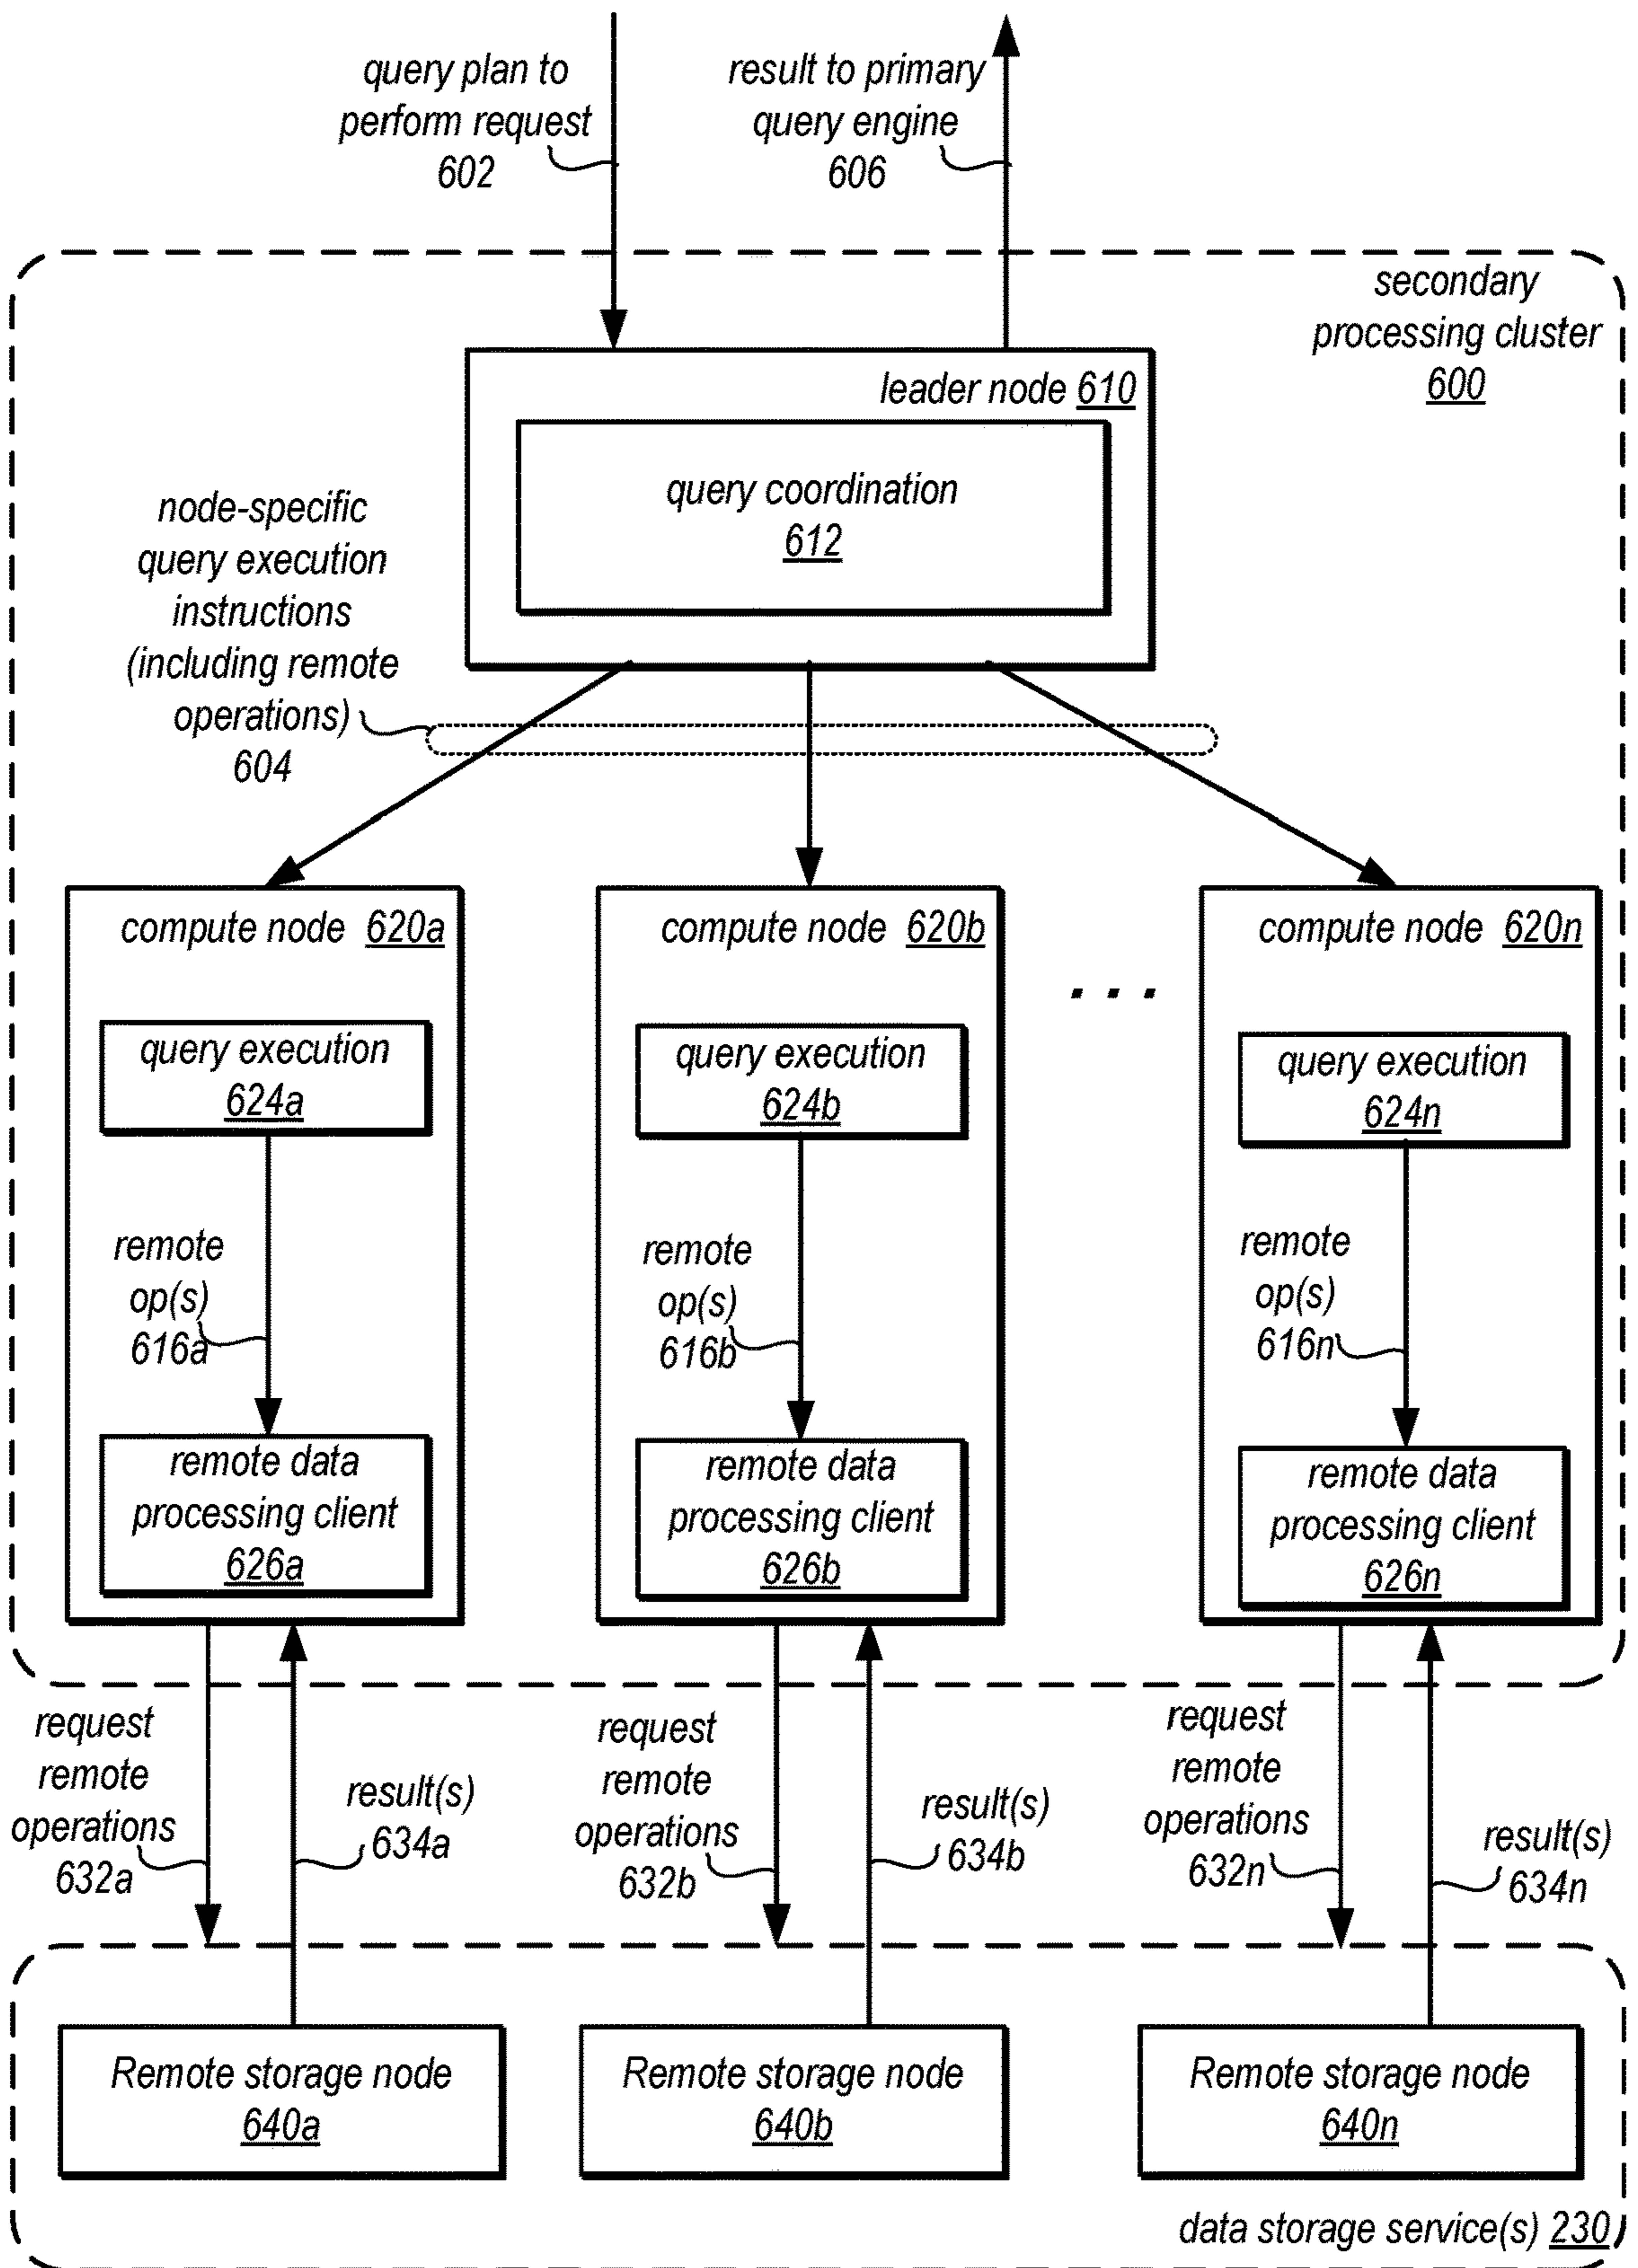 query plan to
perform request
602
result to primary
query engine
606
secondary
processing cluster
600
leader node 610
query coordination
612
node-specific
query execution
instructions
(including remote
operations)
604
compute node 620a
query execution
624a
remote
op(s)
616a
remote data
processing client
626a
compute node 620b
query execution
624b
remote
op(s)
616b
remote data
processing client
626b
. . .
compute node 620n
query execution
624n
remote
op(s)
616n
remote data
processing client
626n
request
remote
operations
632a
result(s)
634a
request
remote
operations
632b
result(s)
634b
request
remote
operations
632n
result(s)
634n
Remote storage node
640a
Remote storage node
640b
Remote storage node
640n
data storage service(s) 230